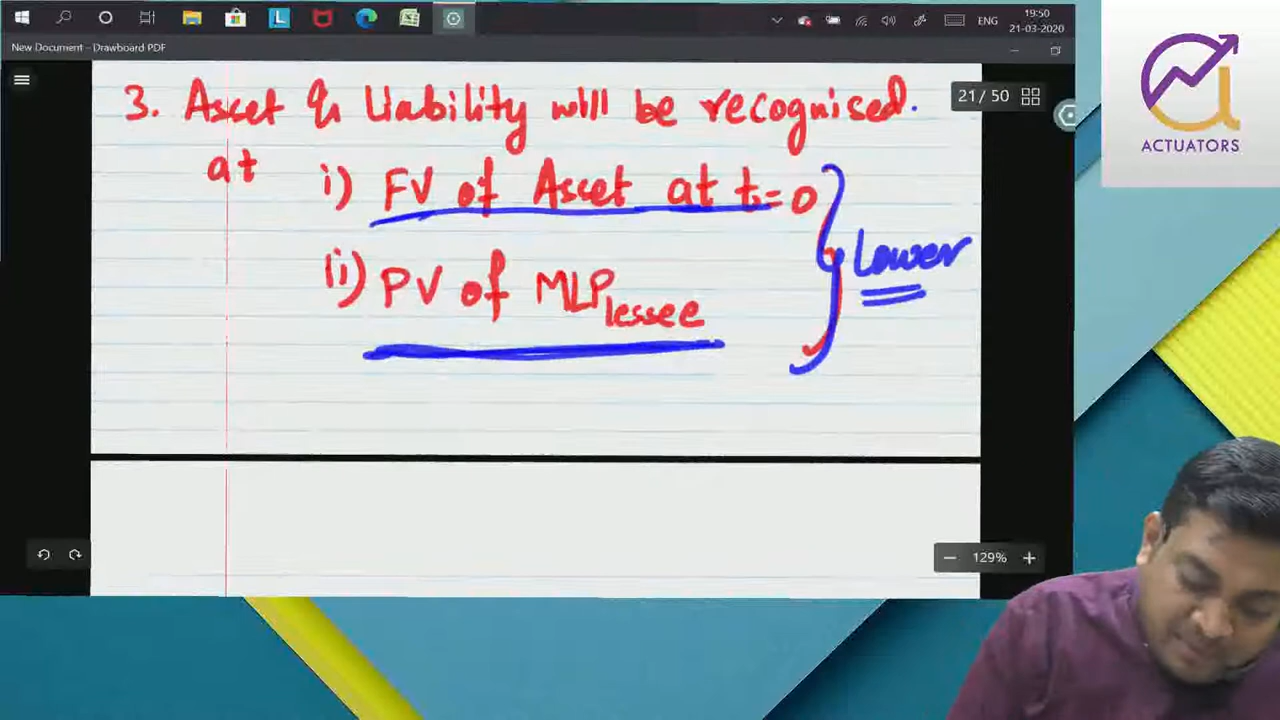 19:50
ENG
21-03-2020
New Document - Drawboard PDF
21 / 50
3. Asset & Liability will be recognised.
at i) FV of Asset at t=0
(ii) PV of MLP lessee
Lower
129%
ACTUATORS